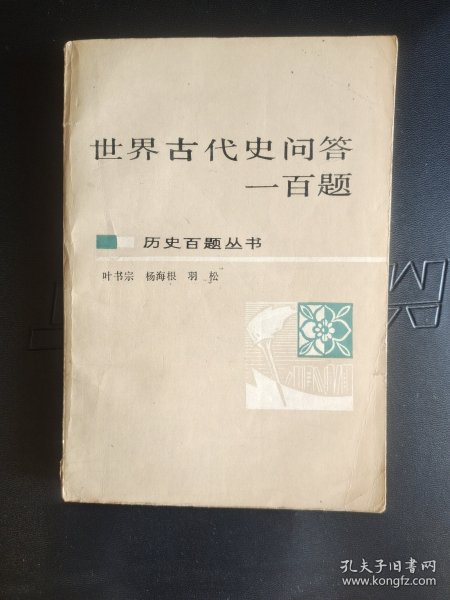 世界古代史问答
一百题
历史百题丛书
叶书宗 杨海根 羽松
孔夫子旧书网
www.kongfz.com